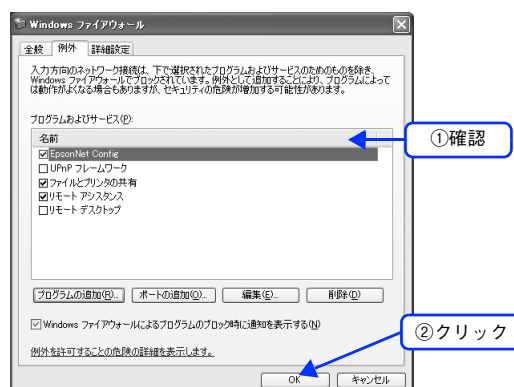 Windows ファイアウォール
全般 例外 詳細設定
入力方向のネットワーク接続は、下で選択されたプログラムおよびサービスのためのものを除き、
Windows ファイアウォールでブロックされています。例外として追加することにより、プログラムによって
は動作がよくなる場合もありますが、セキュリティの危険が増加する可能性があります。
プログラムおよびサービス(P):
名前
①確認
EpsonNet Config
UPnP フレームワーク
ファイルとプリンタの共有
リモート アシスタンス
リモート デスクトップ
プログラムの追加(R)... ポートの追加(O)... 編集(E)... 削除(D)
Windows ファイアウォールによるプログラムのブロック時に通知を表示する(N)
②クリック
例外を許可することの危険の詳細を表示します。
OK キャンセル